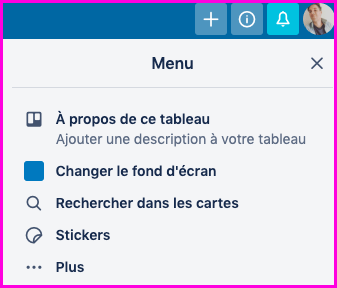 Menu
À propos de ce tableau
Ajouter une description à votre tableau
Changer le fond d'écran
Rechercher dans les cartes
Stickers
Plus